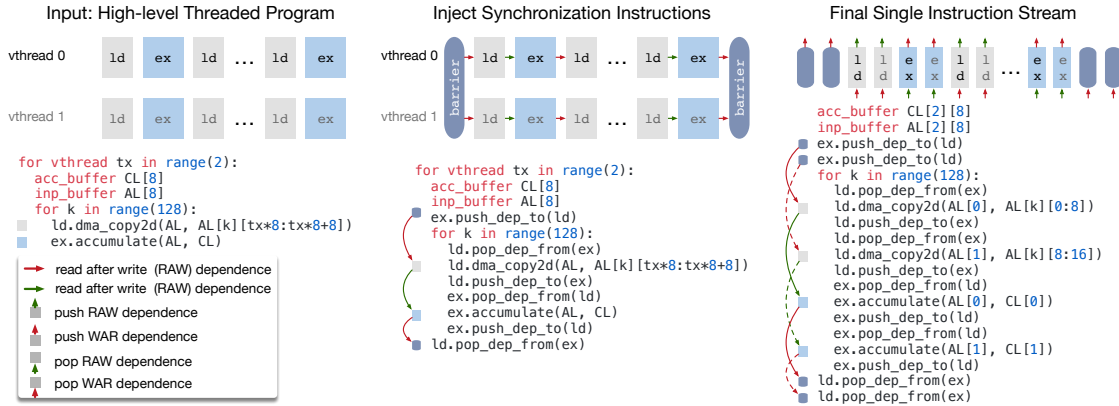 Input: High-level Threaded Program
vthread 0
ld ex ld ld ... ex
vthread 1
ld ex ld ld ... ex
for vthread tx in range(2):
acc_buffer CL[8]
inp_buffer AL[8]
for k in range(128):
ld.dma_copy2d(AL, AL[k][tx*8:tx*8+8])
ex.accumulate(AL, CL)
read after write (RAW) dependence
read after write (RAW) dependence
push RAW dependence
push WAR dependence
pop RAW dependence
pop WAR dependence
Inject Synchronization Instructions
vthread 0
barrier
ld ex ld ld ... ex
barrier
vthread 1
ld ex ld ld ... ex
for vthread tx in range(2):
acc_buffer CL[8]
inp_buffer AL[8]
ex.push_dep_to(ld)
for k in range(128):
ld.pop_dep_from(ex)
ld.dma_copy2d(AL, AL[k][tx*8:tx*8+8])
ld.push_dep_to(ex)
ex.pop_dep_from(ld)
ex.accumulate(AL, CL)
ex.push_dep_to(ld)
ld.pop_dep_from(ex)
Final Single Instruction Stream
ld ld ex ex ld ld ... ex ex
acc_buffer CL[2][8]
inp_buffer AL[2][8]
ex.push_dep_to(ld)
ex.push_dep_to(ld)
for k in range(128):
ld.pop_dep_from(ex)
ld.dma_copy2d(AL[0], AL[k][0:8])
ld.push_dep_to(ex)
ld.pop_dep_from(ex)
ld.dma_copy2d(AL[1], AL[k][8:16])
ld.push_dep_to(ex)
ex.pop_dep_from(ld)
ex.accumulate(AL[0], CL[0])
ex.push_dep_to(ld)
ex.pop_dep_from(ld)
ex.accumulate(AL[1], CL[1])
ex.push_dep_to(ld)
ld.pop_dep_from(ex)
ld.pop_dep_from(ex)